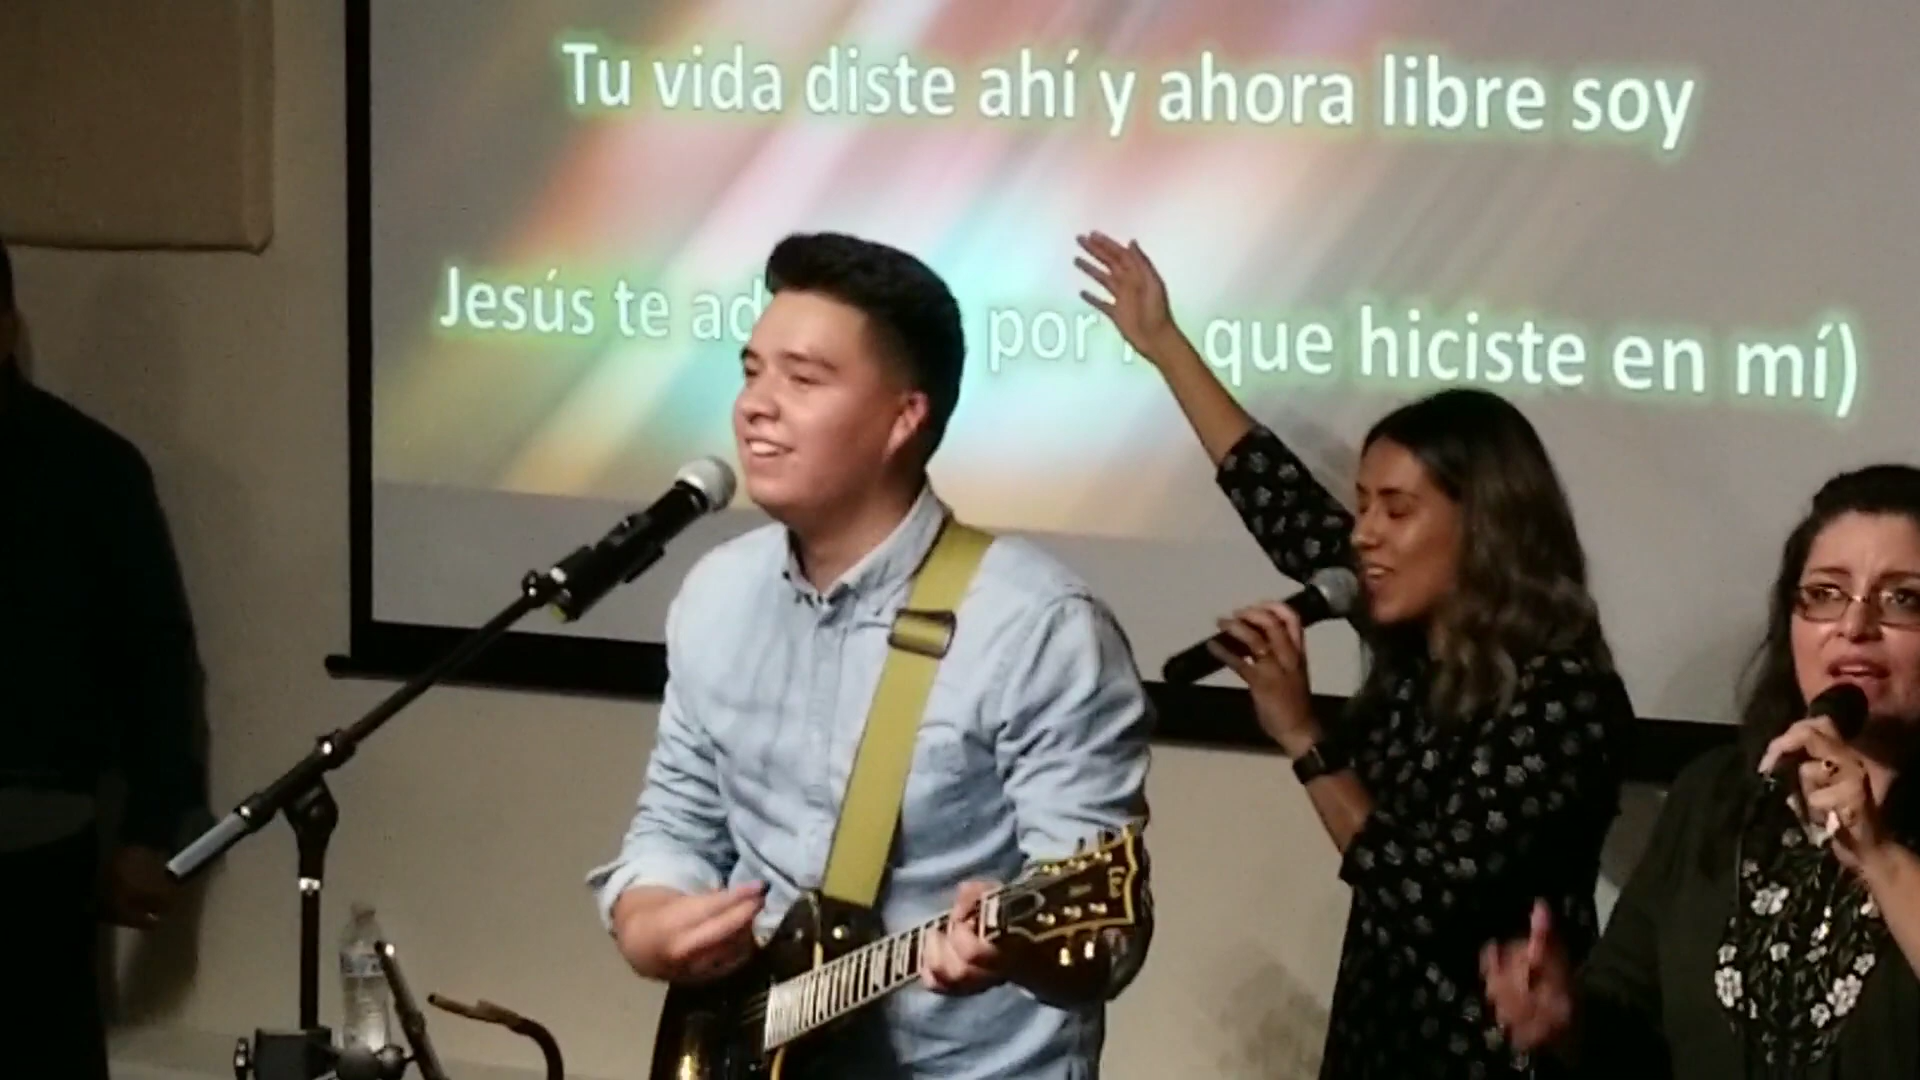 Tu vida diste ahí y ahora libre soy
Jesús te ad por que hiciste en mí)